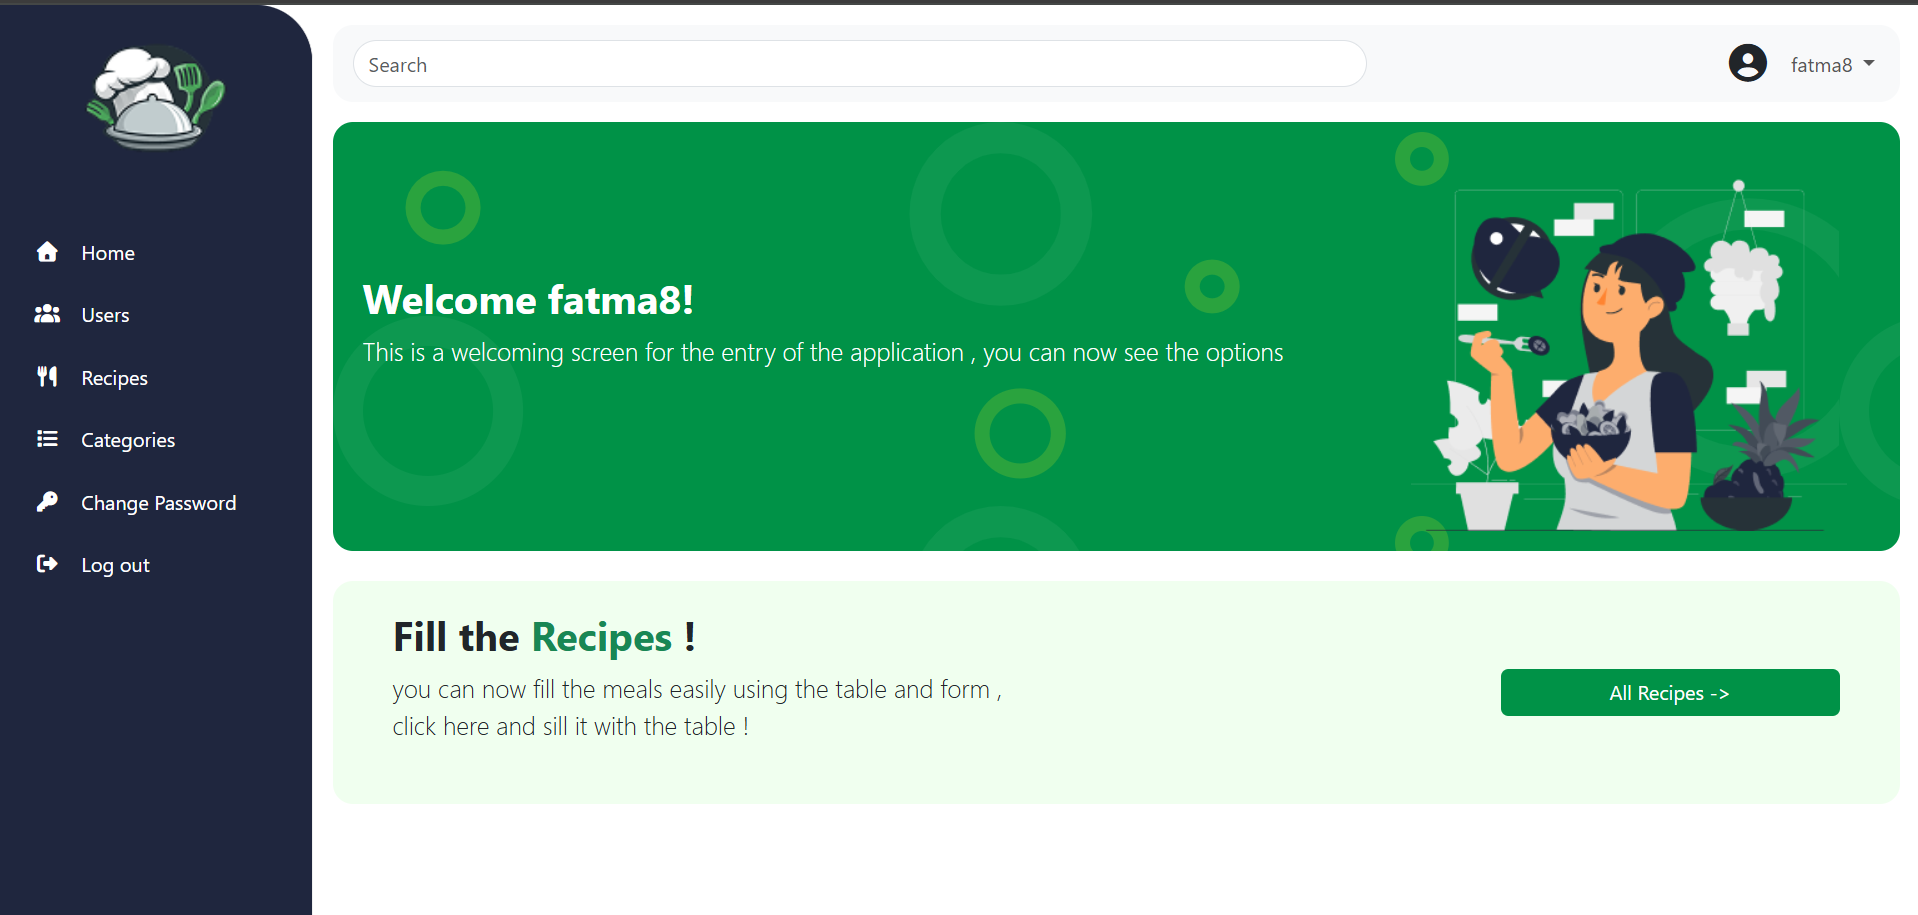 Search
fatma8
Home
Users
Recipes
Categories
Change Password
Log out
Welcome fatma8!
This is a welcoming screen for the entry of the application , you can now see the options
Fill the Recipes !
you can now fill the meals easily using the table and form ,
click here and sill it with the table !
All Recipes ->